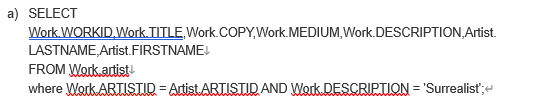 a) SELECT
Work.WORKID,Work.TITLE,Work.COPY,Work.MEDIUM,Work.DESCRIPTION,Artist.
LASTNAME,Artist.FIRSTNAME↓
FROM Work,artist↓
where Work.ARTISTID = Artist.ARTISTID AND Work.DESCRIPTION = 'Surrealist';↵